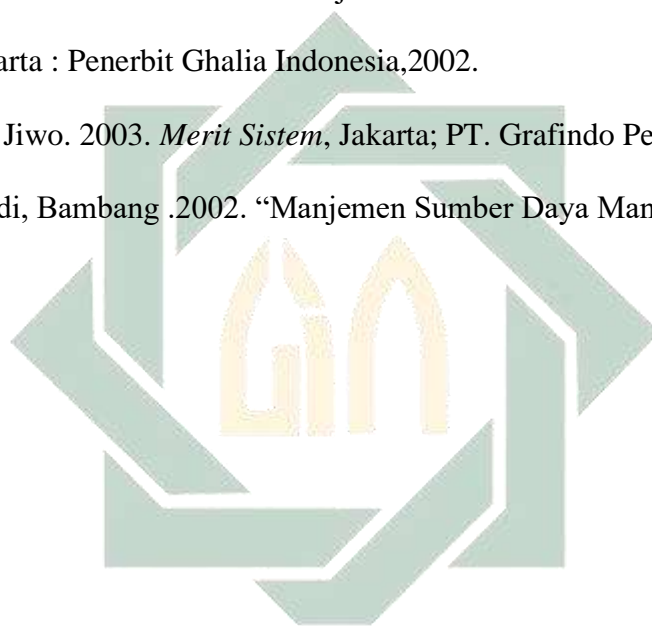 arta : Penerbit Ghalia Indonesia,2002.
Jiwo. 2003. Merit Sistem, Jakarta; PT. Grafindo Pe
di, Bambang .2002. “Manjemen Sumber Daya Man